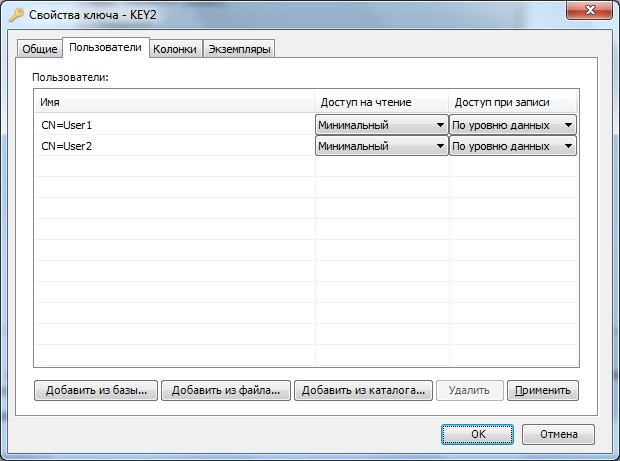 Свойства ключа - KEY2
Общие Пользователи Колонки Экземпляры
Пользователи:
Имя Доступ на чтение Доступ при записи
CN=User1 Минимальный По уровню данных
CN=User2 Минимальный По уровню данных
Добавить из базы... Добавить из файла... Добавить из каталога... Удалить Применить
OK Отмена